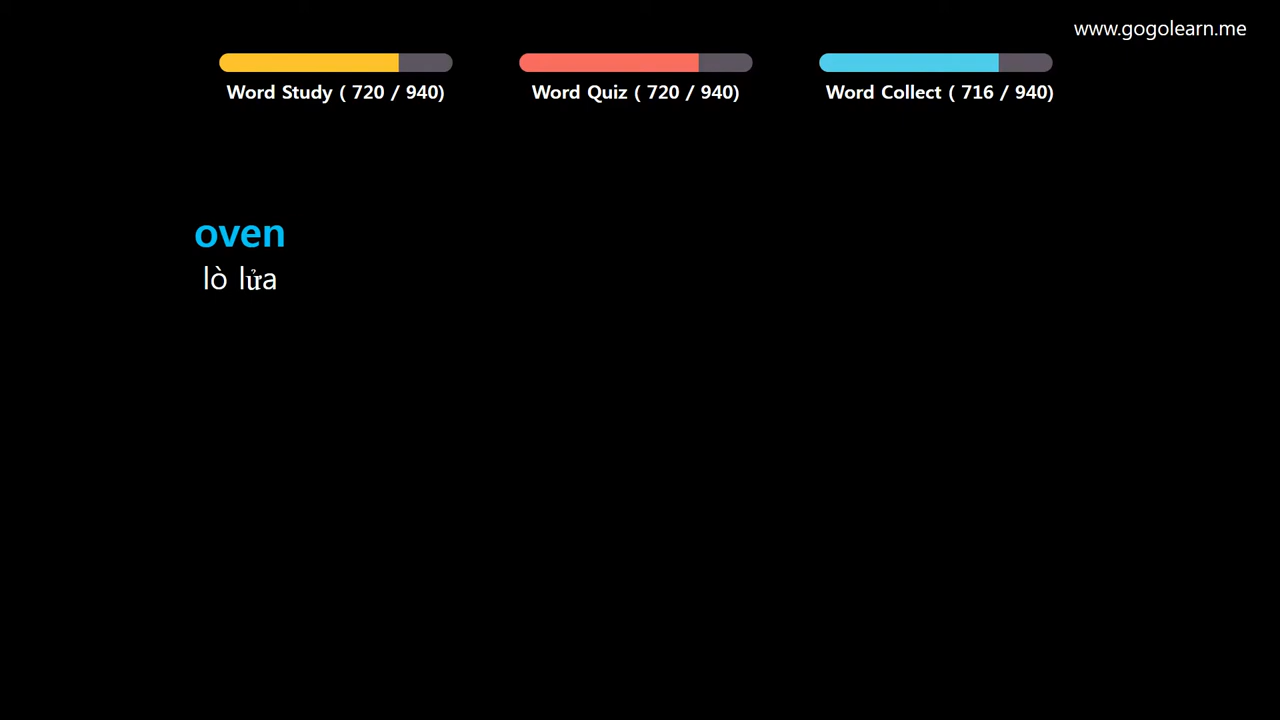 www.gogolearn.me
Word Study ( 720 / 940)
Word Quiz ( 720 / 940)
Word Collect ( 716 / 940)
oven
lò lửa